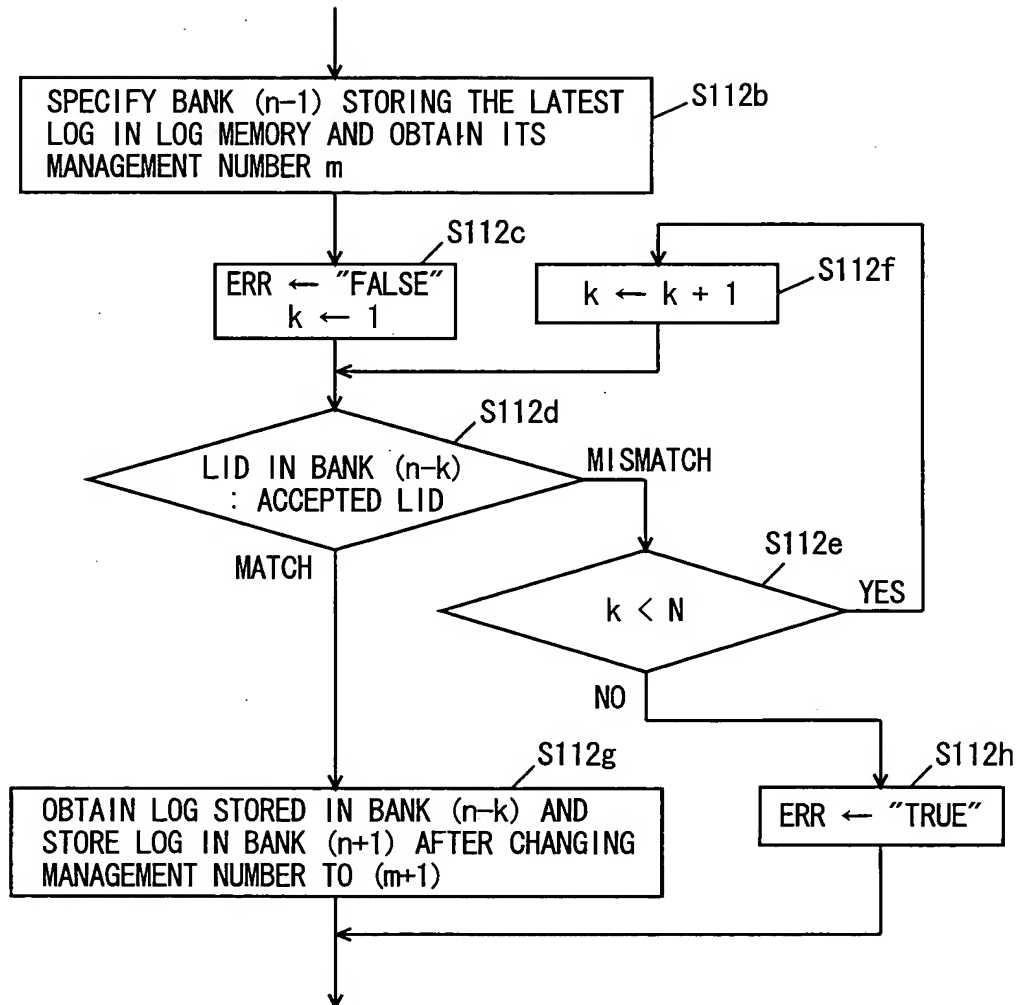 SPECIFY BANK (n-1) STORING THE LATEST
LOG IN LOG MEMORY AND OBTAIN ITS
MANAGEMENT NUMBER m
S112b
S112c
ERR ← "FALSE"
k ← 1
S112f
k ← k + 1
S112d
LID IN BANK (n-k)
: ACCEPTED LID
MISMATCH
MATCH
S112e
k < N
YES
NO
S112g
OBTAIN LOG STORED IN BANK (n-k) AND
STORE LOG IN BANK (n+1) AFTER CHANGING
MANAGEMENT NUMBER TO (m+1)
S112h
ERR ← "TRUE"